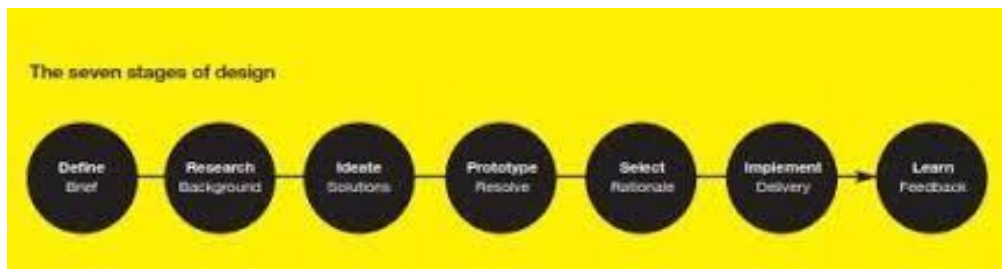 The seven stages of design
Define
Brief
Research
Background
Ideate
Solutions
Prototype
Resolve
Select
Rationale
Implement
Delivery
Learn
Feedback